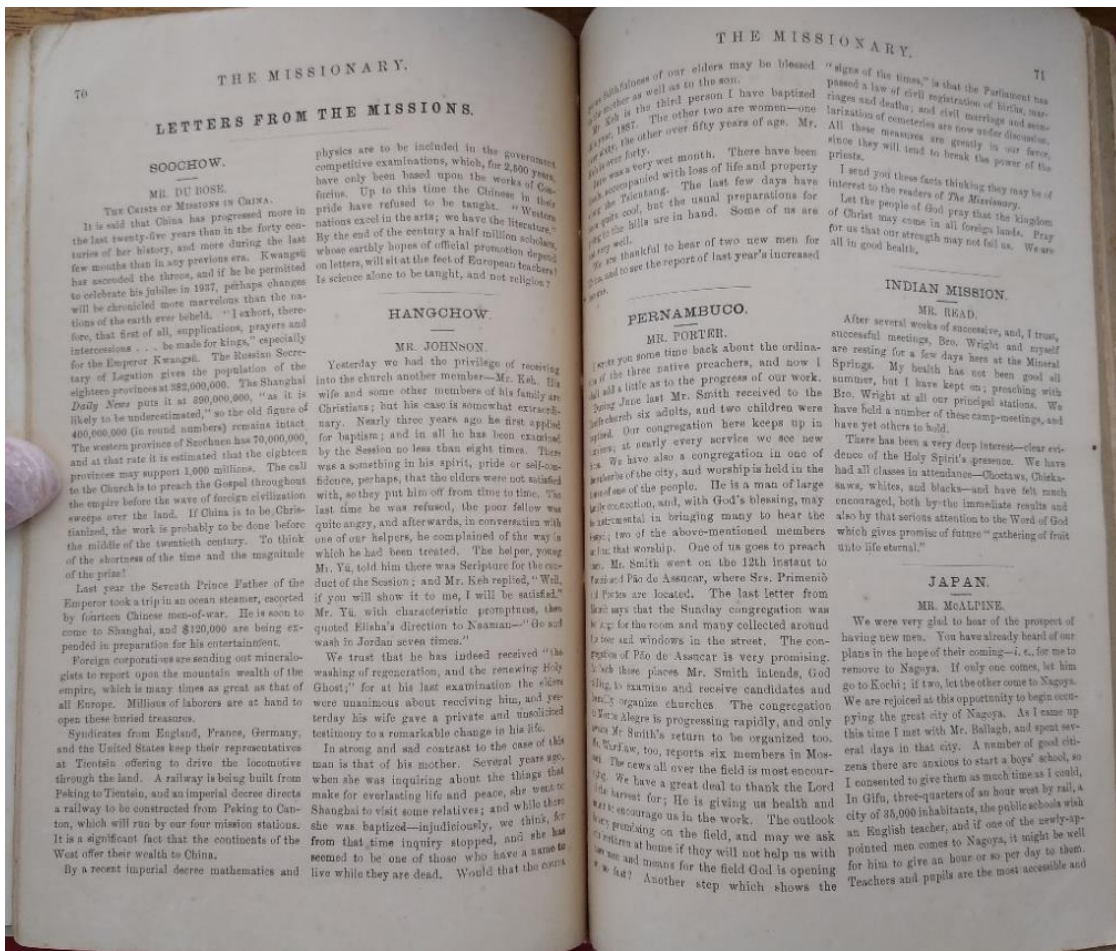 70
THE MISSIONARY.
LETTERS FROM THE MISSIONS.
SOOCHOW.
MR. DU BOSE.
THE CRISIS OF MISSIONS IN CHINA.
It is said that China has progressed more in
the last twenty-five years than in the forty cen-
turies of her history, and more during the last
few months than in any previous era. Kwangsü
has ascended the throne, and if he be permitted
to celebrate his jubilee in 1937, perhaps changes
will be chronicled more marvelous than the na-
tions of the earth ever beheld. "I exhort, there-
fore, that first of all, supplications, prayers and
intercessions . . . be made for kings," especially
for the Emperor Kwangsü. The Russian Secre-
tary of Legation gives the population of the
eighteen provinces at 382,000,000. The Shanghai
Daily News puts it at 390,000,000, "as it is
likely to be underestimated," so the old figure of
400,000,000 (in round numbers) remains intact
The western province of Szechuen has 70,000,000,
and at that rate it is estimated that the eighteen
provinces may support 1,000 millions. The call
to the Church is to preach the Gospel throughout
the empire before the wave of foreign civilization
sweeps over the land. If China is to be Chris-
tianized, the work is probably to be done before
the middle of the twentieth century. To think
of the shortness of the time and the magnitude
of the prize!
Last year the Seventh Prince Father of the
Emperor took a trip in an ocean steamer, escorted
by fourteen Chinese men-of-war. He is soon to
come to Shanghai, and $120,000 are being ex-
pended in preparation for his entertainment.
Foreign corporations are sending out mineralo-
gists to report upon the mountain wealth of the
empire, which is many times as great as that of
all Europe. Millions of laborers are at hand to
open these buried treasures.
Syndicates from England, France, Germany,
and the United States keep their representatives
at Tientsin offering to drive the locomotive
through the land. A railway is being built from
Peking to Tientsin, and an imperial decree directs
a railway to be constructed from Peking to Can-
ton, which will run by our four mission stations.
It is a significant fact that the continents of the
West offer their wealth to China.
By a recent imperial decree mathematics and
physics are to be included in the government
competitive examinations, which, for 2,500 years,
have only been based upon the works of Con-
fucius. Up to this time the Chinese in their
pride have refused to be taught. "Western
nations excel in the arts; we have the literature."
By the end of the century a half million scholars,
whose earthly hopes of official promotion depend
on letters, will sit at the feet of European teachers!
Is science alone to be taught, and not religion?
HANGCHOW.
MR. JOHNSON.
Yesterday we had the privilege of receiving
into the church another member—Mr. Keh. His
wife and some other members of his family are
Christians; but his case is somewhat extraordi-
nary. Nearly three years ago he first applied
for baptism; and in all he has been examined
by the Session no less than eight times. There
was a something in his spirit, pride or self-con-
fidence, perhaps, that the elders were not satisfied
with, so they put him off from time to time. The
last time he was refused, the poor fellow was
quite angry, and afterwards, in conversation with
one of our helpers, he complained of the way in
which he had been treated. The helper, young
Mr. Yü, told him there was Scripture for the con-
duct of the Session; and Mr. Keh replied, "Well,
if you will show it to me, I will be satisfied."
Mr. Yü, with characteristic promptness, then
quoted Elisha's direction to Naaman—"Go and
wash in Jordan seven times."
We trust that he has indeed received "the
washing of regeneration, and the renewing Holy
Ghost;" for at his last examination the elders
were unanimous about receiving him, and yes-
terday his wife gave a private and unsolicited
testimony to a remarkable change in his life.
In strong and sad contrast to the case of this
man is that of his mother. Several years ago,
when she was inquiring about the things that
make for everlasting life and peace, she went to
Shanghai to visit some relatives; and while there
she was baptized—injudiciously, we think, for
from that time inquiry stopped, and she has
seemed to be one of those who have a name to
live while they are dead. Would that the
THE MISSIONARY.
71
faithfulness of our elders may be blessed
mother as well as to the son.
Mr. Keh is the third person I have baptized
year, 1887. The other two are women—one
sixty, the other over fifty years of age. Mr.
over forty.
June was a very wet month. There have been
accompanied with loss of life and property
the Tsientang. The last few days have
quite cool, but the usual preparations for
to the hills are in hand. Some of us are
very well.
We are thankful to hear of two new men for
and to see the report of last year's increased
PERNAMBUCO.
MR. PORTER.
I wrote you some time back about the ordina-
of the three native preachers, and now I
add a little as to the progress of our work.
During June last Mr. Smith received to the
church six adults, and two children were
baptized. Our congregation here keeps up in
at nearly every service we see new
We have also a congregation in one of
suburbs of the city, and worship is held in the
of one of the people. He is a man of large
connection, and, with God's blessing, may
instrumental in bringing many to hear the
two of the above-mentioned members
that worship. One of us goes to preach
Mr. Smith went on the 12th instant to
and Pão de Assucar, where Srs. Primeniò
Portes are located. The last letter from
says that the Sunday congregation was
large for the room and many collected around
door and windows in the street. The con-
gregation of Pão de Assucar is very promising.
these places Mr. Smith intends, God
willing, to examine and receive candidates and
organize churches. The congregation
Monte Alegre is progressing rapidly, and only
Mr Smith's return to be organized too.
Wardlaw, too, reports six members in Mos-
The news all over the field is most encour-
We have a great deal to thank the Lord
harvest for; He is giving us health and
encourage us in the work. The outlook
promising on the field, and may we ask
at home if they will not help us with
men and means for the field God is opening
so fast? Another step which shows the
"signs of the times," is that the Parliament has
passed a law of civil registration of births, mar-
riages and deaths; and civil marriage and secu-
larization of cemeteries are now under discussion.
All these measures are greatly in our favor,
since they will tend to break the power of the
priests.
I send you these facts thinking they may be of
interest to the readers of The Missionary.
Let the people of God pray that the kingdom
of Christ may come in all foreign lands. Pray
for us that our strength may not fail us. We are
all in good health.
INDIAN MISSION.
MR. READ.
After several weeks of successive, and, I trust,
successful meetings, Bro. Wright and myself
are resting for a few days here at the Mineral
Springs. My health has not been good all
summer, but I have kept on; preaching with
Bro. Wright at all our principal stations. We
have held a number of these camp-meetings, and
have yet others to hold.
There has been a very deep interest—clear evi-
dence of the Holy Spirit's presence. We have
had all classes in attendance—Choctaws, Chicka-
saws, whites, and blacks—and have felt much
encouraged, both by the immediate results and
also by that serious attention to the Word of God
which gives promise of future "gathering of fruit
unto life eternal."
JAPAN.
MR. McALPINE.
We were very glad to hear of the prospect of
having new men. You have already heard of our
plans in the hope of their coming—i. e., for me to
remove to Nagoya. If only one comes, let him
go to Kochi; if two, let the other come to Nagoya.
We are rejoiced at this opportunity to begin occu-
pying the great city of Nagoya. As I came up
this time I met with Mr. Ballagh, and spent sev-
eral days in that city. A number of good citi-
zens there are anxious to start a boys' school, so
I consented to give them as much time as I could,
In Gifu, three-quarters of an hour west by rail, a
city of 35,000 inhabitants, the public schools wish
an English teacher, and if one of the newly-ap-
pointed men comes to Nagoya, it might be well
for him to give an hour or so per day to them.
Teachers and pupils are the most accessible and